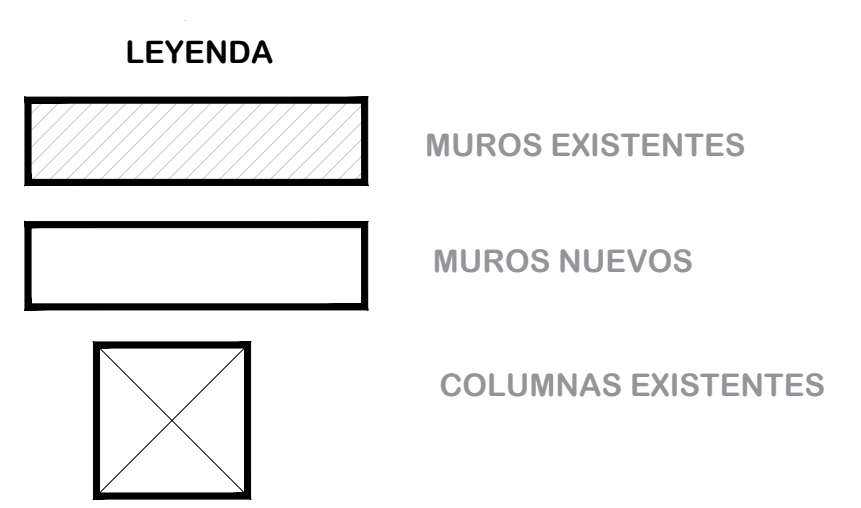 LEYENDA
MUROS EXISTENTES
MUROS NUEVOS
COLUMNAS EXISTENTES